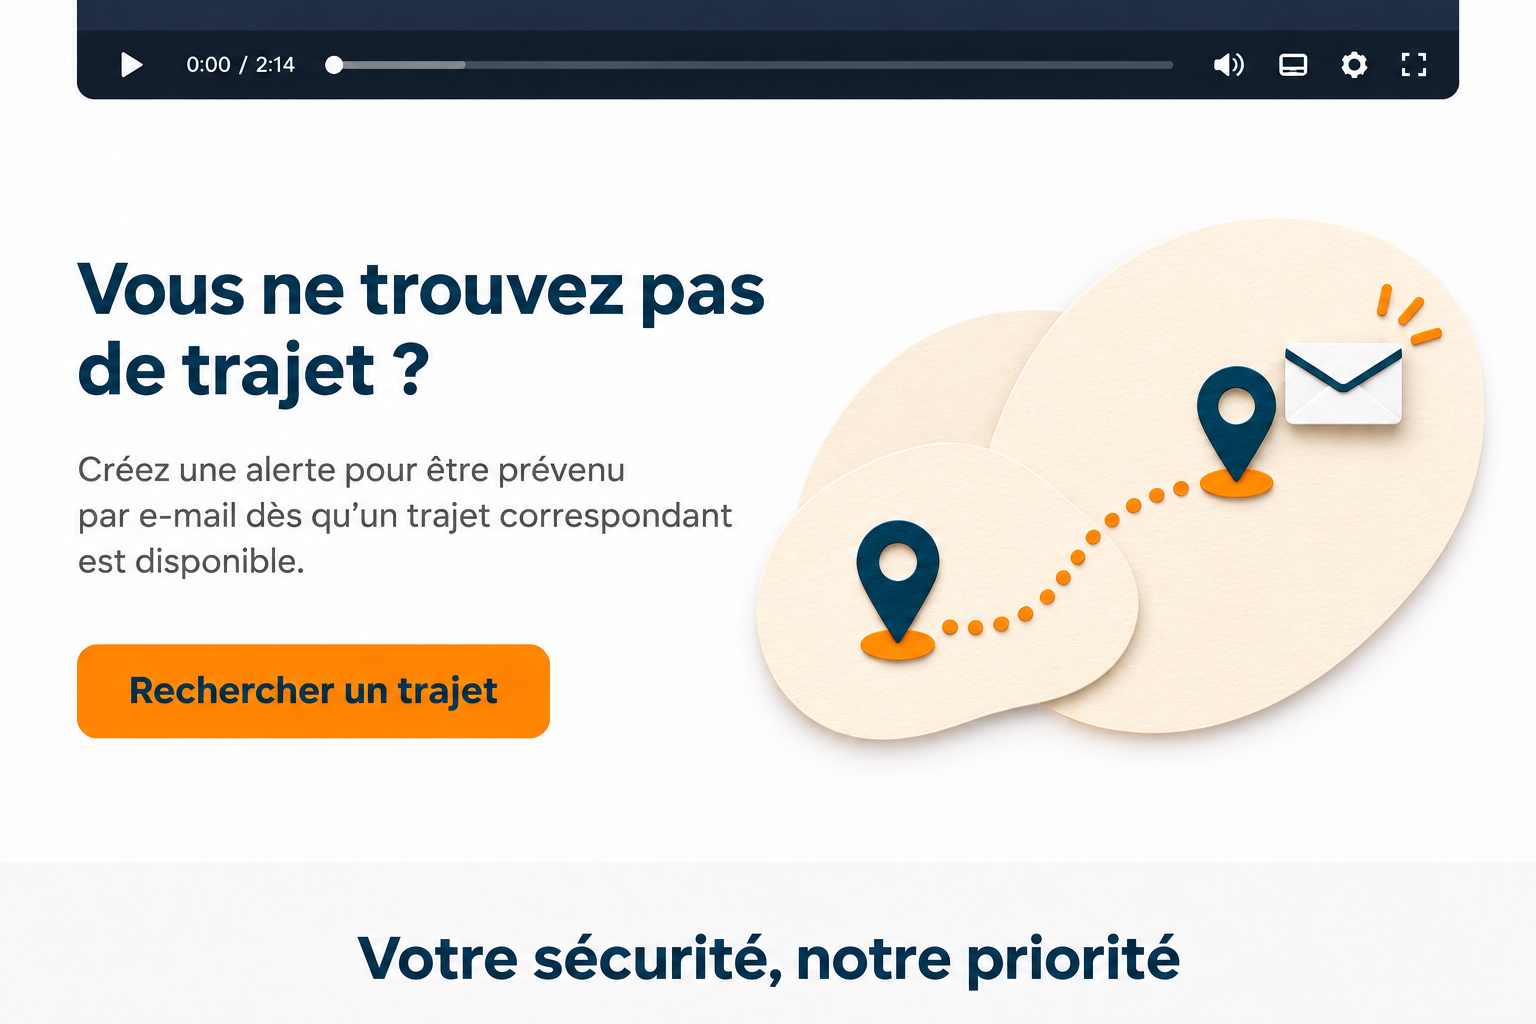 0:00 / 2:14
Vous ne trouvez pas
de trajet ?
Créez une alerte pour être prévenu
par e-mail dès qu’un trajet correspondant
est disponible.
Rechercher un trajet
Votre sécurité, notre priorité